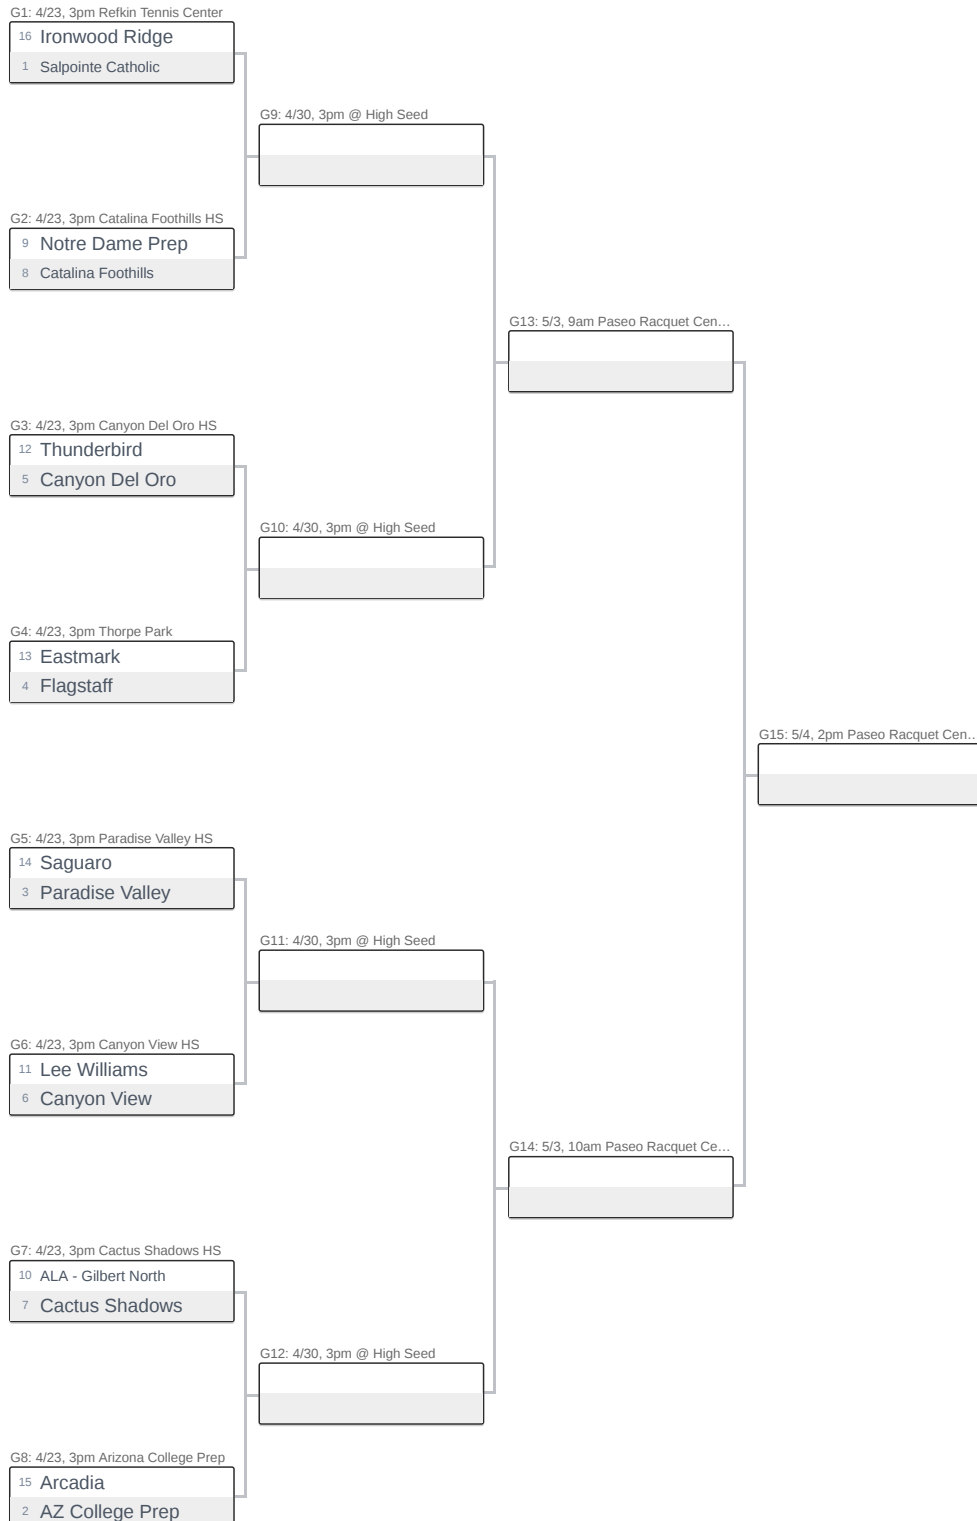 G1: 4/23, 3pm Refkin Tennis Center
16 Ironwood Ridge
1 Salpointe Catholic
G9: 4/30, 3pm @ High Seed
G2: 4/23, 3pm Catalina Foothills HS
9 Notre Dame Prep
8 Catalina Foothills
G13: 5/3, 9am Paseo Racquet Cen…
G3: 4/23, 3pm Canyon Del Oro HS
12 Thunderbird
5 Canyon Del Oro
G10: 4/30, 3pm @ High Seed
G4: 4/23, 3pm Thorpe Park
13 Eastmark
4 Flagstaff
G15: 5/4, 2pm Paseo Racquet Cen…
G5: 4/23, 3pm Paradise Valley HS
14 Saguaro
3 Paradise Valley
G11: 4/30, 3pm @ High Seed
G6: 4/23, 3pm Canyon View HS
11 Lee Williams
6 Canyon View
G14: 5/3, 10am Paseo Racquet Ce…
G7: 4/23, 3pm Cactus Shadows HS
10 ALA - Gilbert North
7 Cactus Shadows
G12: 4/30, 3pm @ High Seed
G8: 4/23, 3pm Arizona College Prep
15 Arcadia
2 AZ College Prep